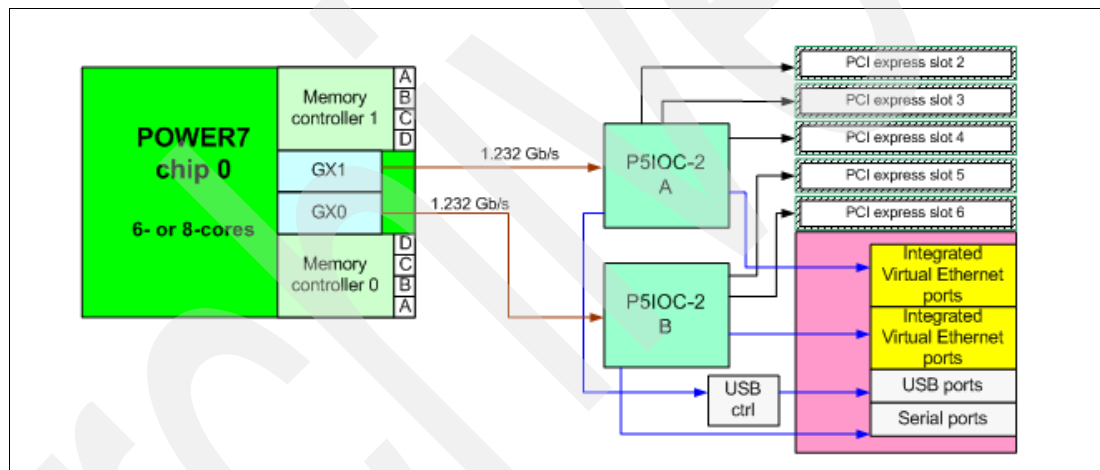 POWER7
chip 0
6- or 8-cores
Memory
controller 1
A
B
C
D
GX1
GX0
Memory
controller 0
D
C
B
A
1.232 Gb/s
1.232 Gb/s
P5IOC-2
A
P5IOC-2
B
USB
ctrl
PCI express slot 2
PCI express slot 3
PCI express slot 4
PCI express slot 5
PCI express slot 6
Integrated
Virtual Ethernet
ports
Integrated
Virtual Ethernet
ports
USB ports
Serial ports